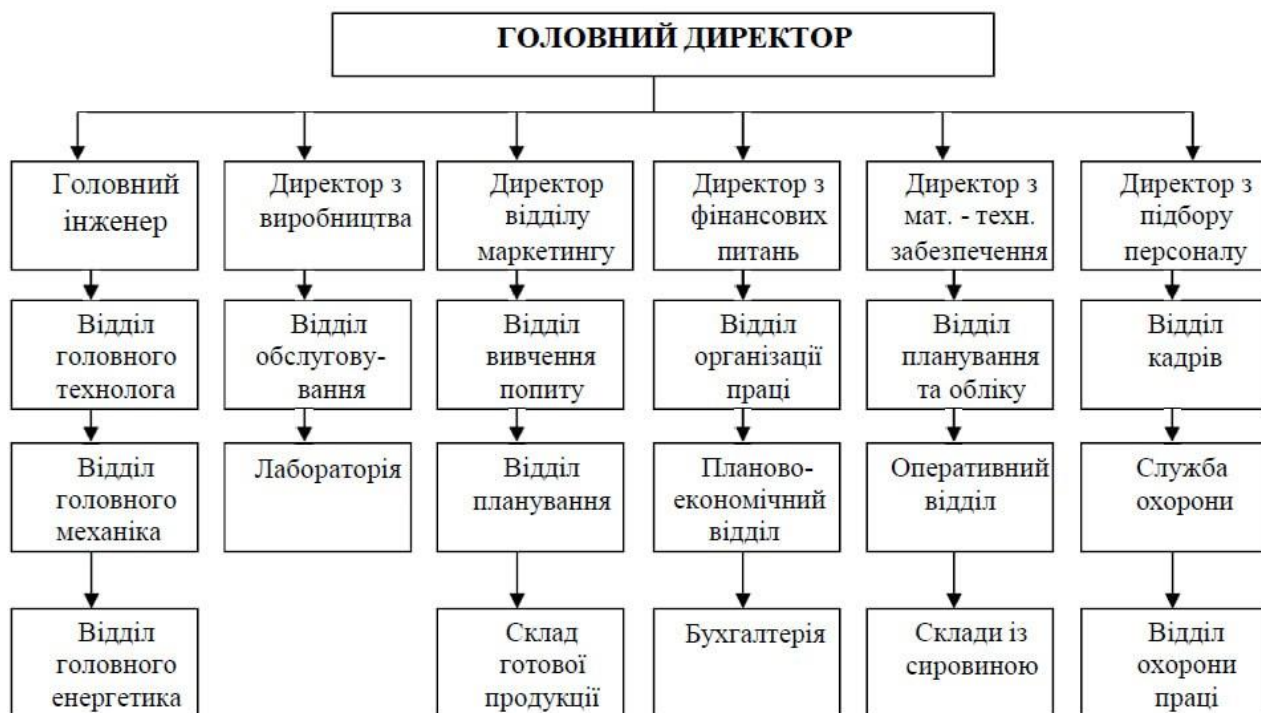 ГОЛОВНИЙ ДИРЕКТОР
Головний
інженер
Директор з
виробництва
Директор
відділу
маркетингу
Директор з
фінансових
питань
Директор з
мат. - техн.
забезпечення
Директор з
підбору
персоналу
Відділ
головного
технолога
Відділ
обслугову-
вання
Відділ
вивчення
попиту
Відділ
організації
праці
Відділ
планування
та обліку
Відділ
кадрів
Відділ
головного
механіка
Лабораторія
Відділ
планування
Планово-
економічний
відділ
Оперативний
відділ
Служба
охорони
Відділ
головного
енергетика
Склад
готової
продукції
Бухгалтерія
Склади із
сировиною
Відділ
охорони
праці